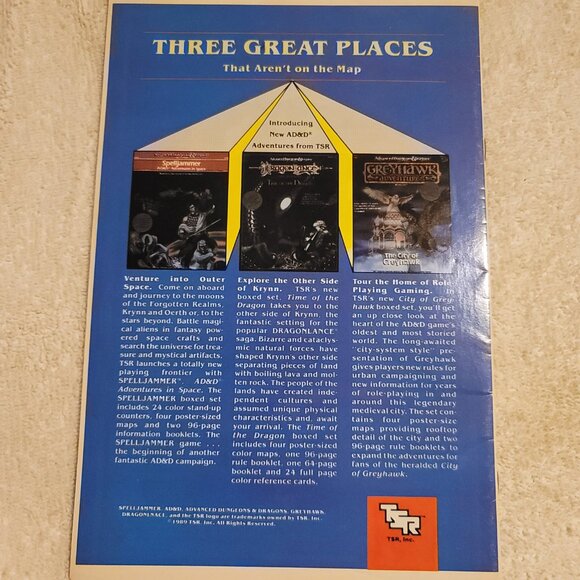 THREE GREAT PLACES
That Aren't on the Map
Introducing
New AD&D®
Adventures from TSR
Spelljammer
AD&D® Adventures in Space
DRAGONLANCE
Time of the Dragon
GREYHAWK
ADVENTURES
The City of
Greyhawk
Venture into Outer
Space. Come on aboard
and journey to the moons
of the Forgotten Realms,
Krynn and Oerth or, to the
stars beyond. Battle magi-
cal aliens in fantasy pow-
ered space crafts and
search the universe for trea-
sure and mystical artifacts.
TSR launches a totally new
playing frontier with
SPELLJAMMER™, AD&D®
Adventures in Space. The
SPELLJAMMER boxed set
includes 24 color stand-up
counters, four poster-sized
maps and two 96-page
information booklets. The
SPELLJAMMER game . . .
the beginning of another
fantastic AD&D campaign.
Explore the Other Side
of Krynn. TSR's new
boxed set, Time of the
Dragon takes you to the
other side of Krynn, the
fantastic setting for the
popular DRAGONLANCE®
saga. Bizarre and cataclys-
mic natural forces have
shaped Krynn's other side
separating pieces of land
with boiling lava and mol-
ten rock. The people of the
lands have created inde-
pendent cultures and
assumed unique physical
characteristics and, await
your arrival. The Time of
the Dragon boxed set
includes four poster-sized
color maps, one 96-page
rule booklet, one 64-page
booklet and 24 full page
color reference cards.
Tour the Home of Role-
Playing Gaming. In
TSR's new City of Grey-
hawk boxed set, you'll get
an up close look at the
heart of the AD&D game's
oldest and most storied
world. The long-awaited
"city-system style" pre-
sentation of Greyhawk
gives players new rules for
urban campaigning and
new information for years
of role-playing in and
around this legendary
medieval city. The set con-
tains four poster-size
maps providing rooftop
detail of the city and two
96-page rule booklets to
expand the adventures for
fans of the heralded City
of Greyhawk.
SPELLJAMMER, AD&D, ADVANCED DUNGEONS & DRAGONS, GREYHAWK,
DRAGONLNACE, and the TSR logo are trademarks owned by TSR, Inc.
©1989 TSR, Inc. All Rights Reserved.
TSR
TSR, Inc.